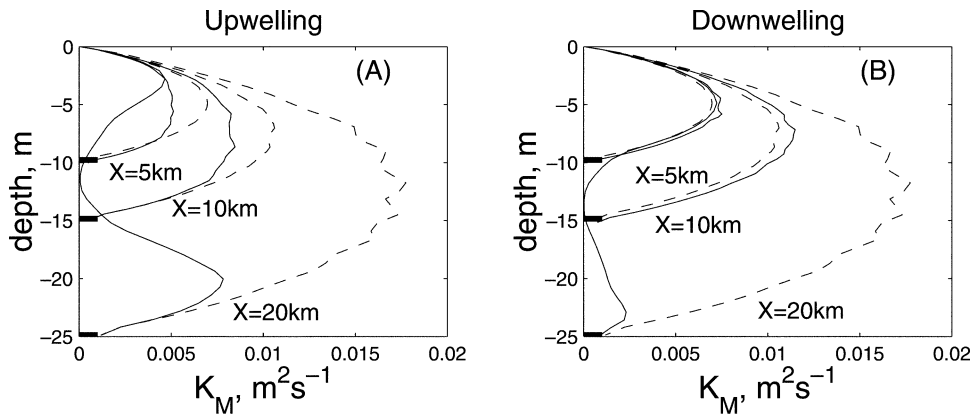 Upwelling
Downwelling
(A)
(B)
0
−5
−10
−15
−20
−25
depth, m
X=5km
X=10km
X=20km
0
0.005
0.01
0.015
0.02
K_M, m²s⁻¹
0
−5
−10
−15
−20
−25
depth, m
X=5km
X=10km
X=20km
0
0.005
0.01
0.015
0.02
K_M, m²s⁻¹